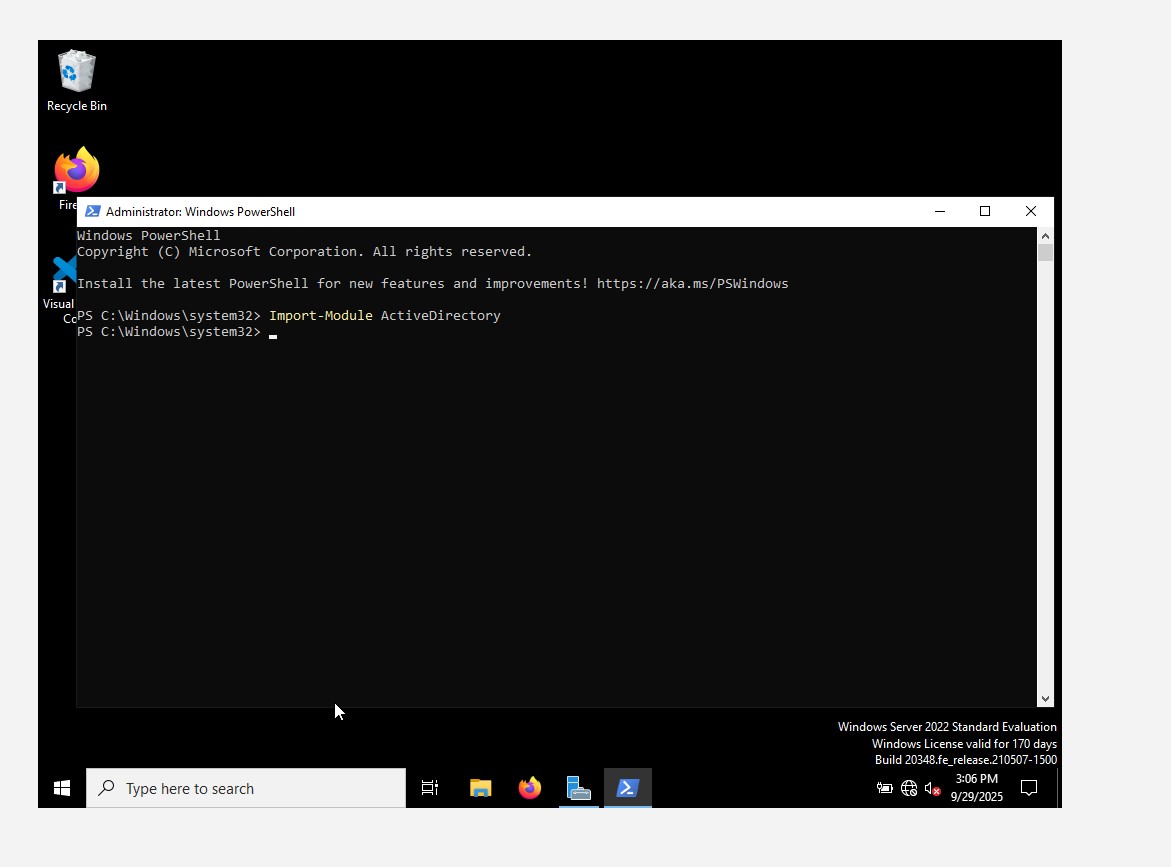 Recycle Bin
Fire
Visual
Co
Administrator: Windows PowerShell
Windows PowerShell
Copyright (C) Microsoft Corporation. All rights reserved.
Install the latest PowerShell for new features and improvements! https://aka.ms/PSWindows
PS C:\Windows\system32> Import-Module ActiveDirectory
PS C:\Windows\system32>
Windows Server 2022 Standard Evaluation
Windows License valid for 170 days
Build 20348.fe_release.210507-1500
Type here to search
3:06 PM
9/29/2025